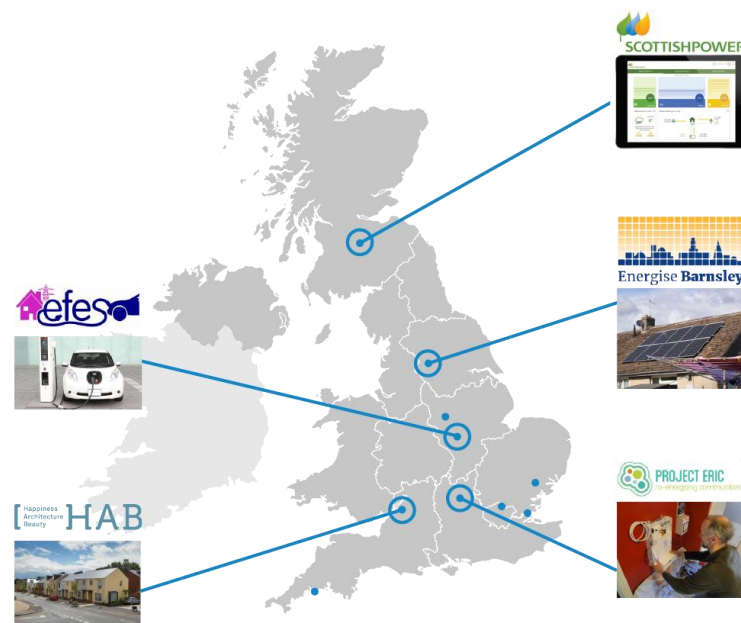 SCOTTISHPOWER
Energise Barnsley
efes
PROJECT ERIC
re-energising communities
[Happiness
Architecture
Beauty
HAB